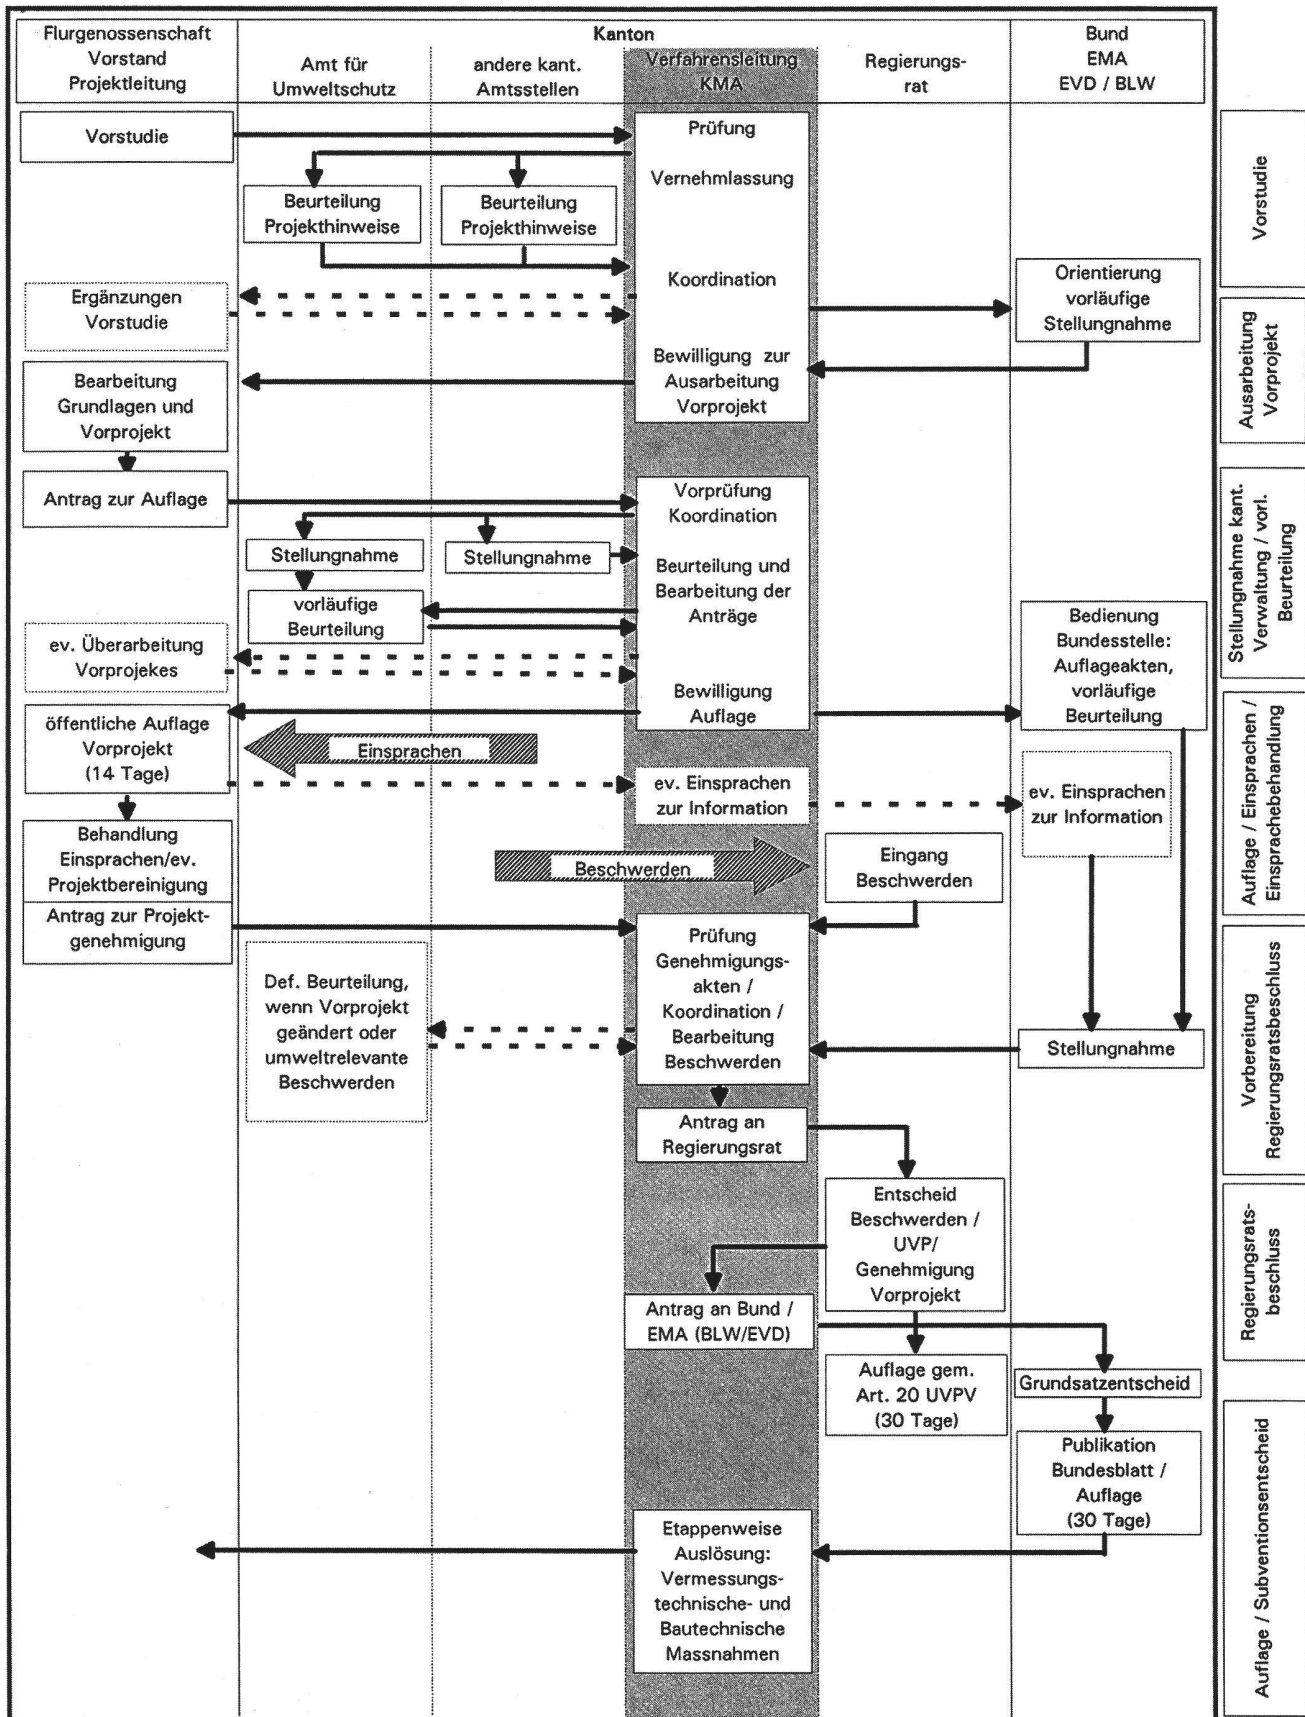 Flurgenossenschaft
Vorstand
Projektleitung
Kanton
Amt für
Umweltschutz
andere kant.
Amtsstellen
Verfahrensleitung
KMA
Regierungs-
rat
Bund
EMA
EVD / BLW
Vorstudie
Prüfung
Vernehmlassung
Beurteilung
Projekthinweise
Beurteilung
Projekthinweise
Koordination
Orientierung
vorläufige
Stellungnahme
Ergänzungen
Vorstudie
Bewilligung zur
Ausarbeitung
Vorprojekt
Bearbeitung
Grundlagen und
Vorprojekt
Antrag zur Auflage
Vorprüfung
Koordination
Stellungnahme
Stellungnahme
Beurteilung und
Bearbeitung der
Anträge
vorläufige
Beurteilung
ev. Überarbeitung
Vorprojekes
Bewilligung
Auflage
Bedienung
Bundesstelle:
Auflageakten,
vorläufige
Beurteilung
öffentliche Auflage
Vorprojekt
(14 Tage)
Einsprachen
ev. Einsprachen
zur Information
ev. Einsprachen
zur Information
Behandlung
Einsprachen/ev.
Projektbereinigung
Beschwerden
Eingang
Beschwerden
Antrag zur Projekt-
genehmigung
Prüfung
Genehmigungs-
akten /
Koordination /
Bearbeitung
Beschwerden
Def. Beurteilung,
wenn Vorprojekt
geändert oder
umweltrelevante
Beschwerden
Stellungnahme
Antrag an
Regierungsrat
Entscheid
Beschwerden /
UVP/
Genehmigung
Vorprojekt
Antrag an Bund /
EMA (BLW/EVD)
Auflage gem.
Art. 20 UVPV
(30 Tage)
Grundsatzentscheid
Publikation
Bundesblatt /
Auflage
(30 Tage)
Etappenweise
Auslösung:
Vermessungs-
technische- und
Bautechnische
Massnahmen
Vorstudie
Ausarbeitung
Vorprojekt
Stellungnahme kant.
Verwaltung / vorl.
Beurteilung
Auflage / Einsprachen /
Einsprachebehandlung
Vorbereitung
Regierungsratsbeschluss
Regierungsrats-
beschluss
Auflage / Subventionsentscheid